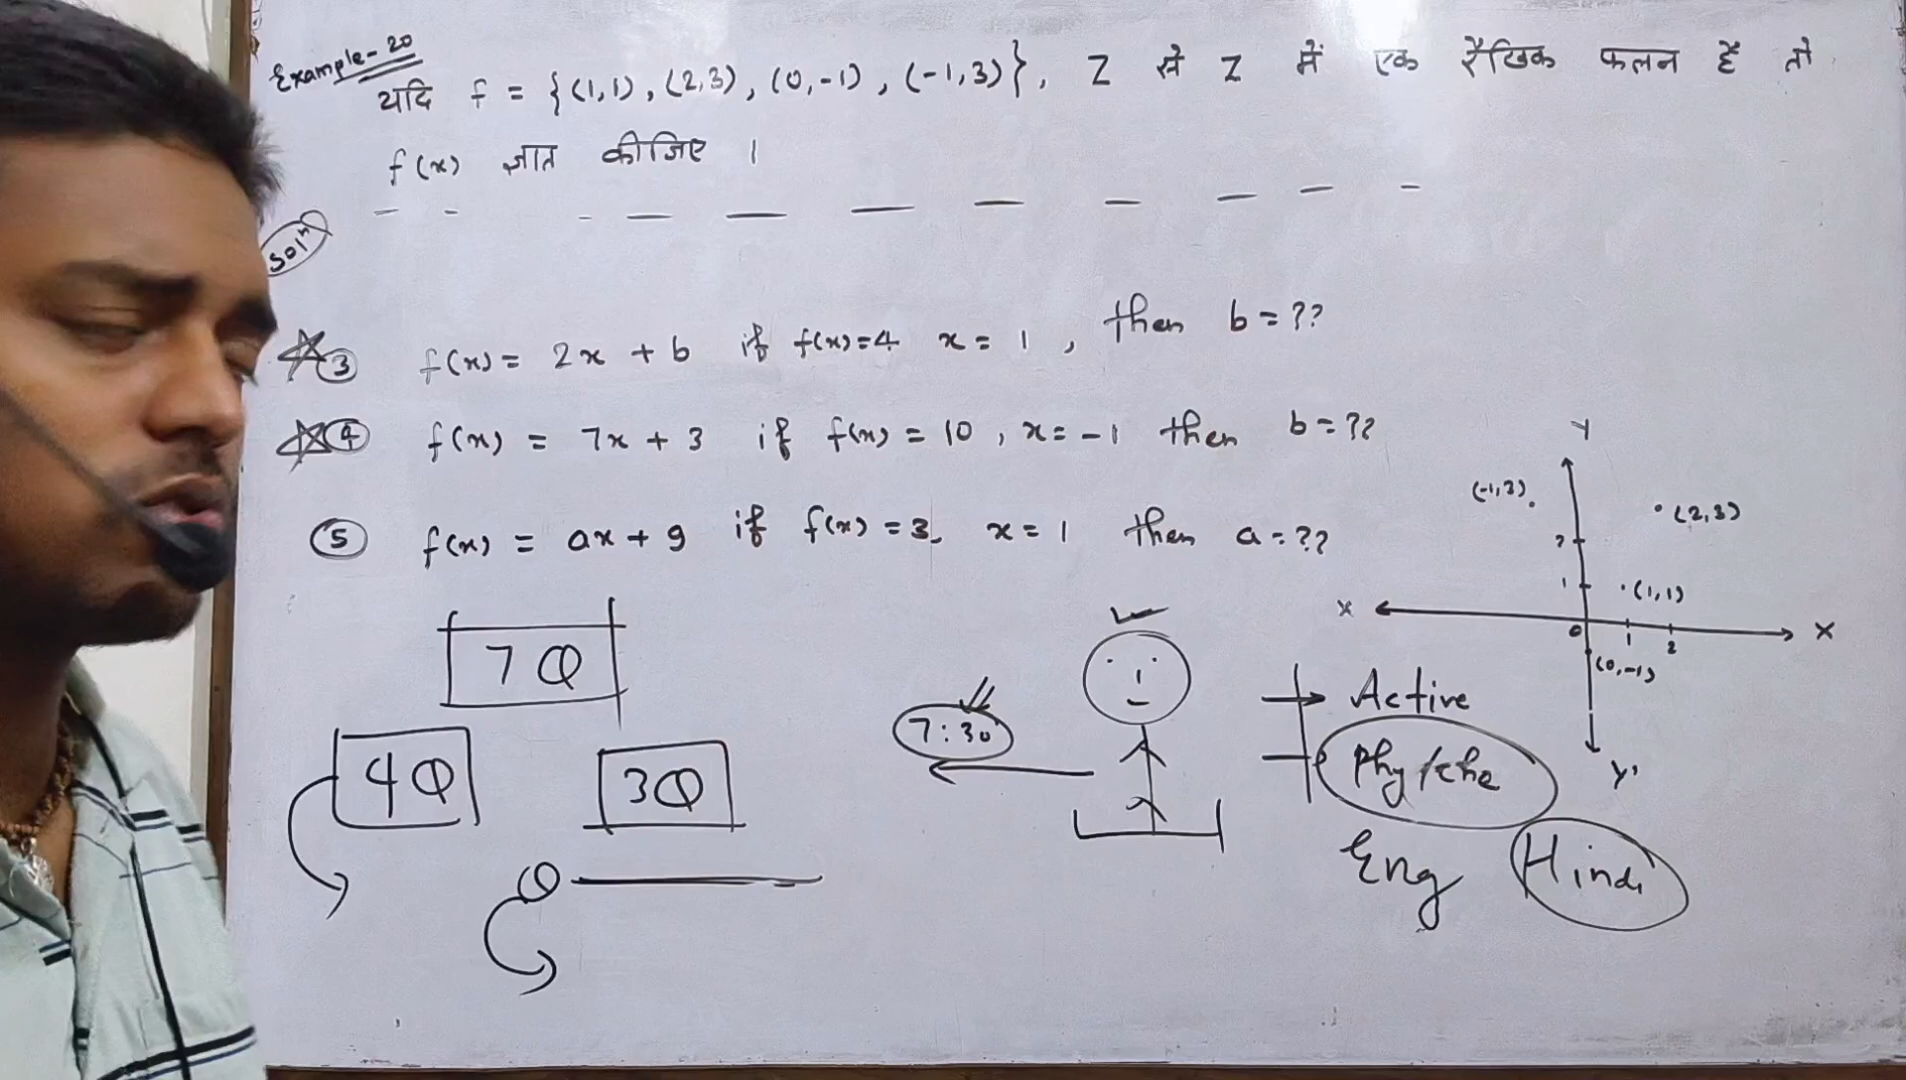 Example-20
यदि f = {(1,1), (2,3), (0,-1), (-1,3)}, Z से Z में एक रैखिक फलन है तो
f(x) ज्ञात कीजिए ।
Solⁿ
3 f(x) = 2x + b if f(x)=4 x = 1, then b = ??
4 f(x) = 7x + 3 if f(x) = 10, x = -1 then b = ??
5 f(x) = ax + 9 if f(x) = 3 x = 1 then a = ??
Y
(-1,3)
(2,3)
2
1
(1,1)
X
X
0
1
2
(0,-1)
Y'
7Q
4Q
3Q
Q
7:30
Active
Phy/che
Eng
Hindi